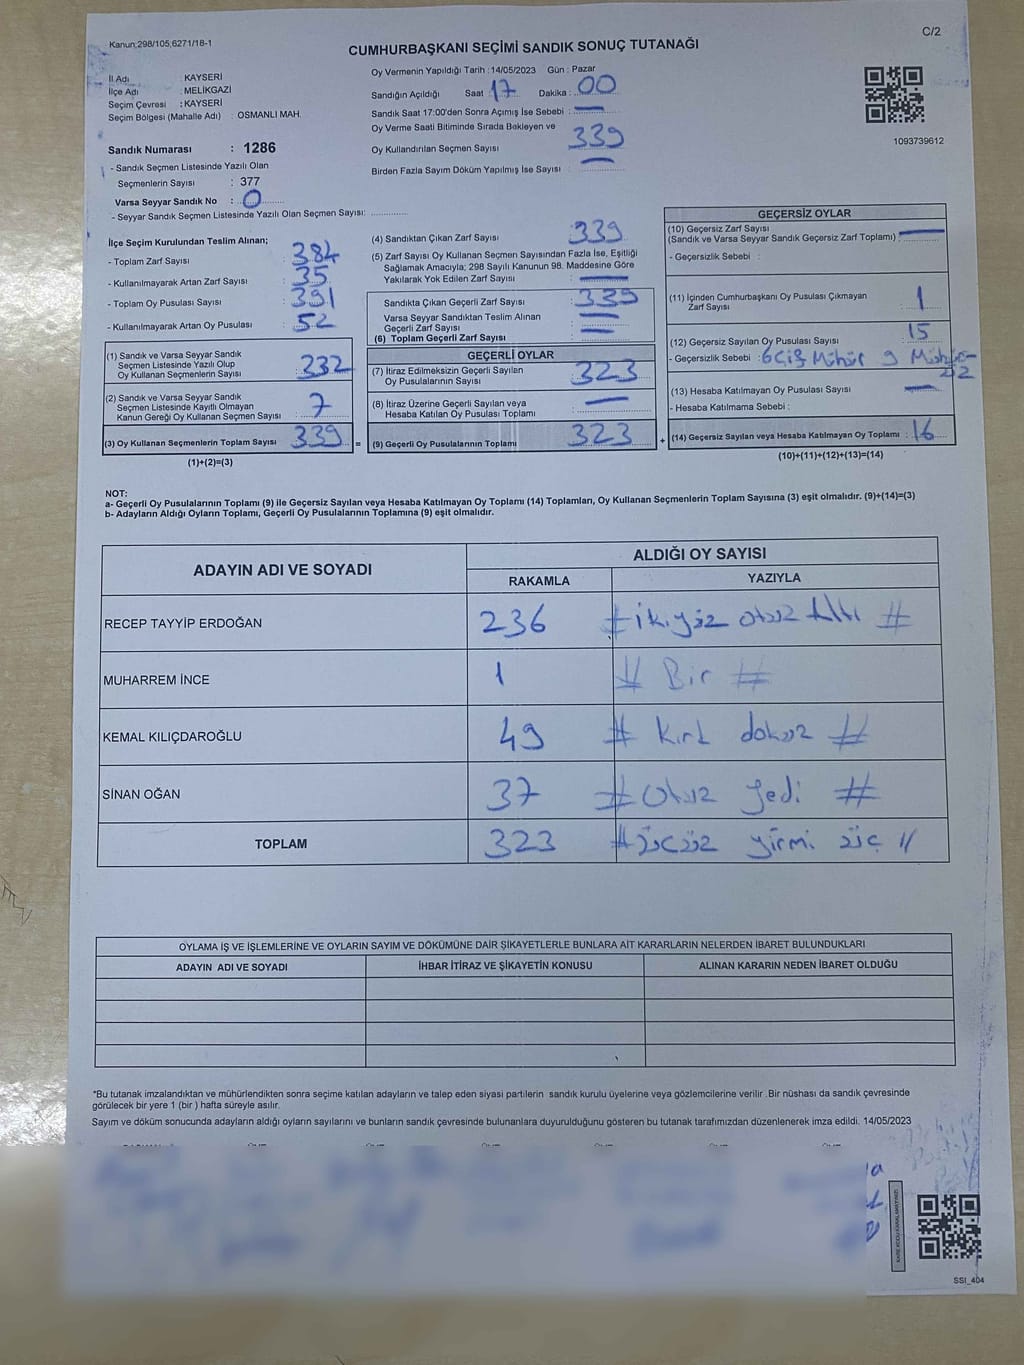 Kanun;298/105,6271/18-1
C/2
CUMHURBAŞKANI SEÇİMİ SANDIK SONUÇ TUTANAĞI
İl Adı : KAYSERİ
İlçe Adı : MELİKGAZİ
Seçim Çevresi : KAYSERİ
Seçim Bölgesi (Mahalle Adı) : OSMANLI MAH.
Sandık Numarası : 1286
- Sandık Seçmen Listesinde Yazılı Olan
Seçmenlerin Sayısı : 377
Varsa Seyyar Sandık No : 0
- Seyyar Sandık Seçmen Listesinde Yazılı Olan Seçmen Sayısı: ............
Oy Vermenin Yapıldığı Tarih : 14/05/2023 Gün : Pazar
Sandığın Açıldığı Saat 17 Dakika : 00
Sandık Saat 17:00'den Sonra Açımış İse Sebebi : —
Oy Verme Saati Bitiminde Sırada Bekleyen ve
Oy Kullandırılan Seçmen Sayısı 339
Birden Fazla Sayım Döküm Yapılmış İse Sayısı : —
1093739612
İlçe Seçim Kurulundan Teslim Alınan;
- Toplam Zarf Sayısı : 384
- Kullanılmayarak Artan Zarf Sayısı : 35
- Toplam Oy Pusulası Sayısı : 391
- Kullanılmayarak Artan Oy Pusulası : 52
(1) Sandık ve Varsa Seyyar Sandık
Seçmen Listesinde Yazılı Olup
Oy Kullanan Seçmenlerin Sayısı : 332
(2) Sandık ve Varsa Seyyar Sandık
Seçmen Listesinde Kayıtlı Olmayan
Kanun Gereği Oy Kullanan Seçmen Sayısı : 7
(3) Oy Kullanan Seçmenlerin Toplam Sayısı : 339 =
(1)+(2)=(3)
(4) Sandıktan Çıkan Zarf Sayısı : 339
(5) Zarf Sayısı Oy Kullanan Seçmen Sayısından Fazla İse, Eşitliği
Sağlamak Amacıyla; 298 Sayılı Kanunun 98. Maddesine Göre
Yakılarak Yok Edilen Zarf Sayısı : —
Sandıkta Çıkan Geçerli Zarf Sayısı : 339
Varsa Seyyar Sandıktan Teslim Alınan
Geçerli Zarf Sayısı : —
(6) Toplam Geçerli Zarf Sayısı : —
GEÇERLİ OYLAR
(7) İtiraz Edilmeksizin Geçerli Sayılan
Oy Pusulalarının Sayısı : 323
(8) İtiraz Üzerine Geçerli Sayılan veya
Hesaba Katılan Oy Pusulası Toplamı : —
(9) Geçerli Oy Pusulalarının Toplamı : 323 +
GEÇERSİZ OYLAR
(10) Geçersiz Zarf Sayısı
(Sandık ve Varsa Seyyar Sandık Geçersiz Zarf Toplamı) : —
- Geçersizlik Sebebi :
(11) İçinden Cumhurbaşkanı Oy Pusulası Çıkmayan
Zarf Sayısı : 1
(12) Geçersiz Sayılan Oy Pusulası Sayısı : 15
- Geçersizlik Sebebi : 6 Çift Mühür 9 Mühür-
süz
(13) Hesaba Katılmayan Oy Pusulası Sayısı : —
- Hesaba Katılmama Sebebi :
(14) Geçersiz Sayılan veya Hesaba Katılmayan Oy Toplamı : 16
(10)+(11)+(12)+(13)=(14)
NOT:
a- Geçerli Oy Pusulalarının Toplamı (9) ile Geçersiz Sayılan veya Hesaba Katılmayan Oy Toplamı (14) Toplamları, Oy Kullanan Seçmenlerin Toplam Sayısına (3) eşit olmalıdır. (9)+(14)=(3)
b- Adayların Aldığı Oyların Toplamı, Geçerli Oy Pusulalarının Toplamına (9) eşit olmalıdır.
ADAYIN ADI VE SOYADI
ALDIĞI OY SAYISI
RAKAMLA YAZIYLA
RECEP TAYYİP ERDOĞAN 236 # ikiyüz otuz Altı #
MUHARREM İNCE 1 # Bir #
KEMAL KILIÇDAROĞLU 49 # kırk dokuz #
SİNAN OĞAN 37 # Otuz yedi #
TOPLAM 323 # üçyüz yirmi üç //
OYLAMA İŞ VE İŞLEMLERİNE VE OYLARIN SAYIM VE DÖKÜMÜNE DAİR ŞİKAYETLERLE BUNLARA AİT KARARLARIN NELERDEN İBARET BULUNDUKLARI
ADAYIN ADI VE SOYADI İHBAR İTİRAZ VE ŞİKAYETİN KONUSU ALINAN KARARIN NEDEN İBARET OLDUĞU
*Bu tutanak imzalandıktan ve mühürlendikten sonra seçime katılan adayların ve talep eden siyasi partilerin sandık kurulu üyelerine veya gözlemcilerine verilir .Bir nüshası da sandık çevresinde
görülecek bir yere 1 (bir ) hafta süreyle asılır.
Sayım ve döküm sonucunda adayların aldığı oyların sayılarını ve bunların sandık çevresinde bulunanlara duyurulduğunu gösteren bu tutanak tarafımızdan düzenlenerek imza edildi. 14/05/2023
SSI_404